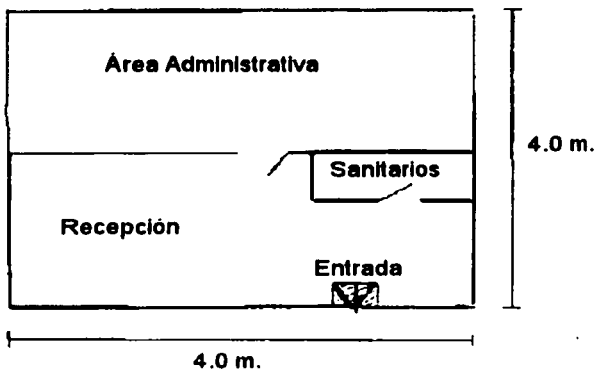 Área Administrativa
4.0 m.
Sanitarios
Recepción
Entrada
4.0 m.